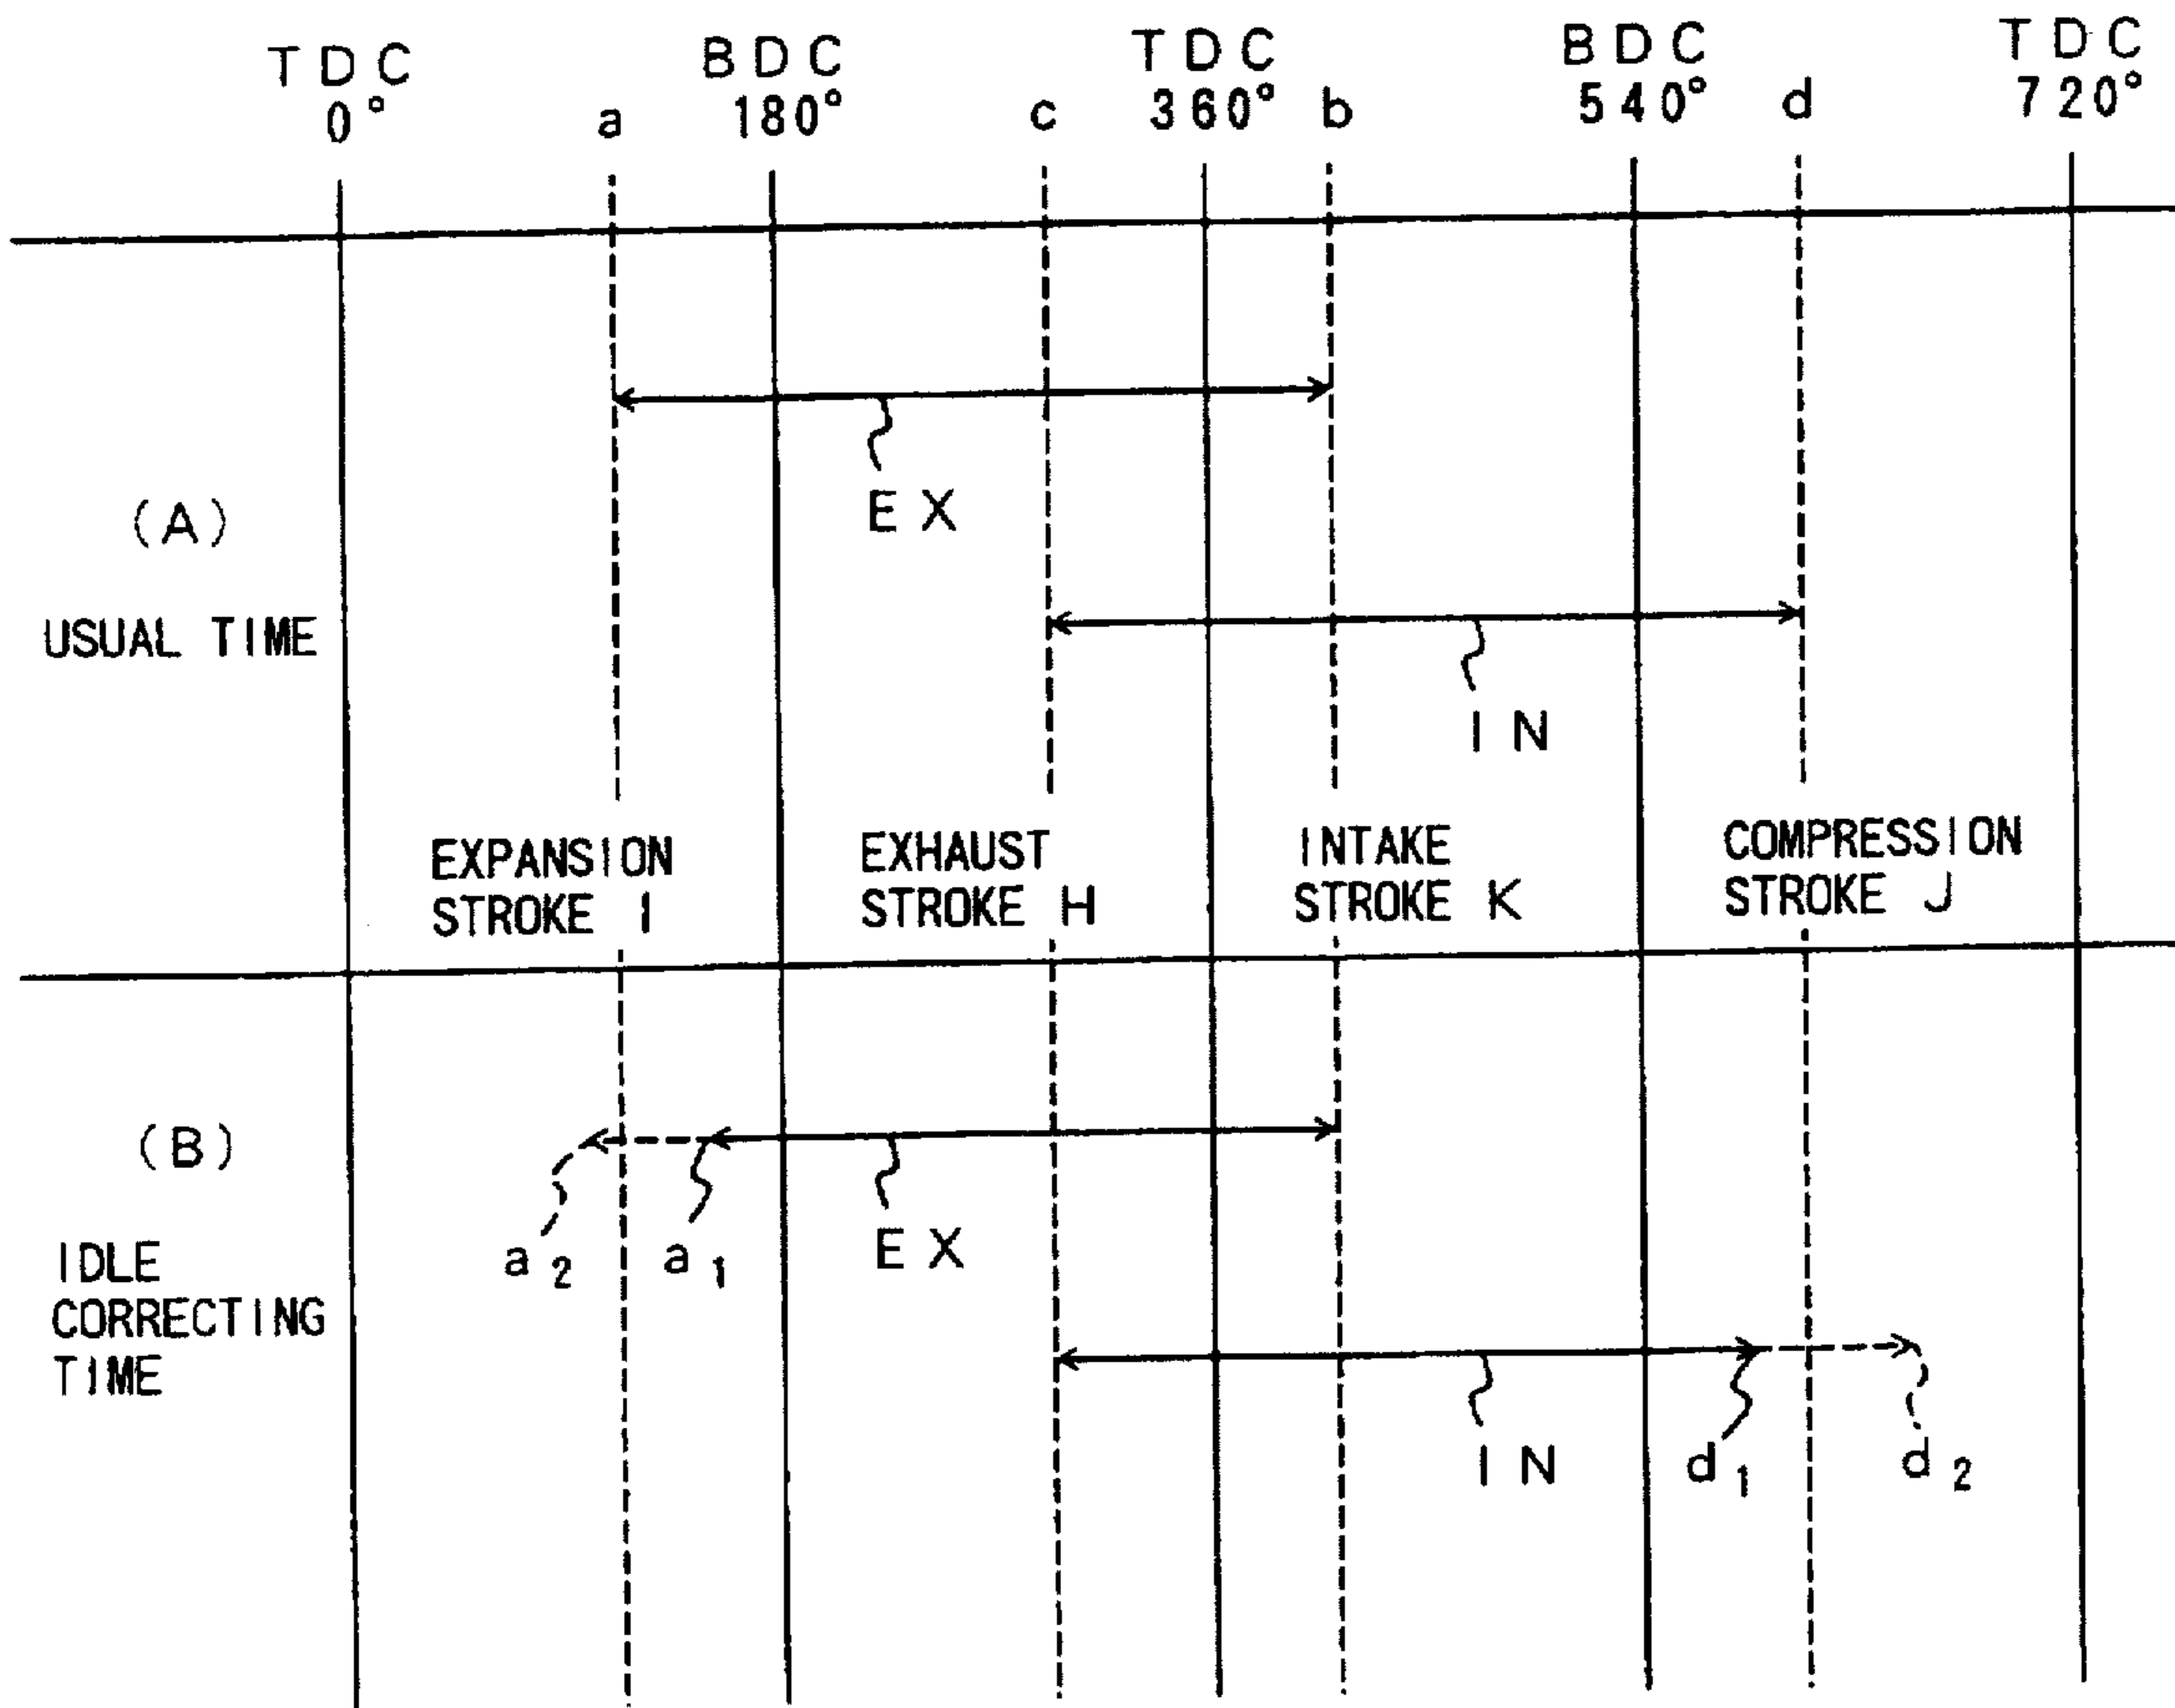 TDC BDC TDC BDC TDC
0° a 180° c 360° b 540° d 720°
EX
(A)
USUAL TIME
IN
EXPANSION EXHAUST INTAKE COMPRESSION
STROKE I STROKE H STROKE K STROKE J
(B)
a2 a1 EX
IDLE
CORRECTING
TIME
IN d1 d2